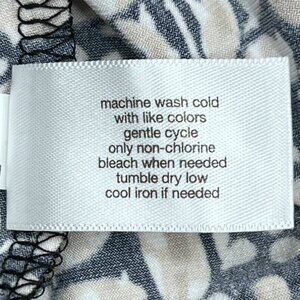 machine wash cold
with like colors
gentle cycle
only non-chlorine
bleach when needed
tumble dry low
cool iron if needed